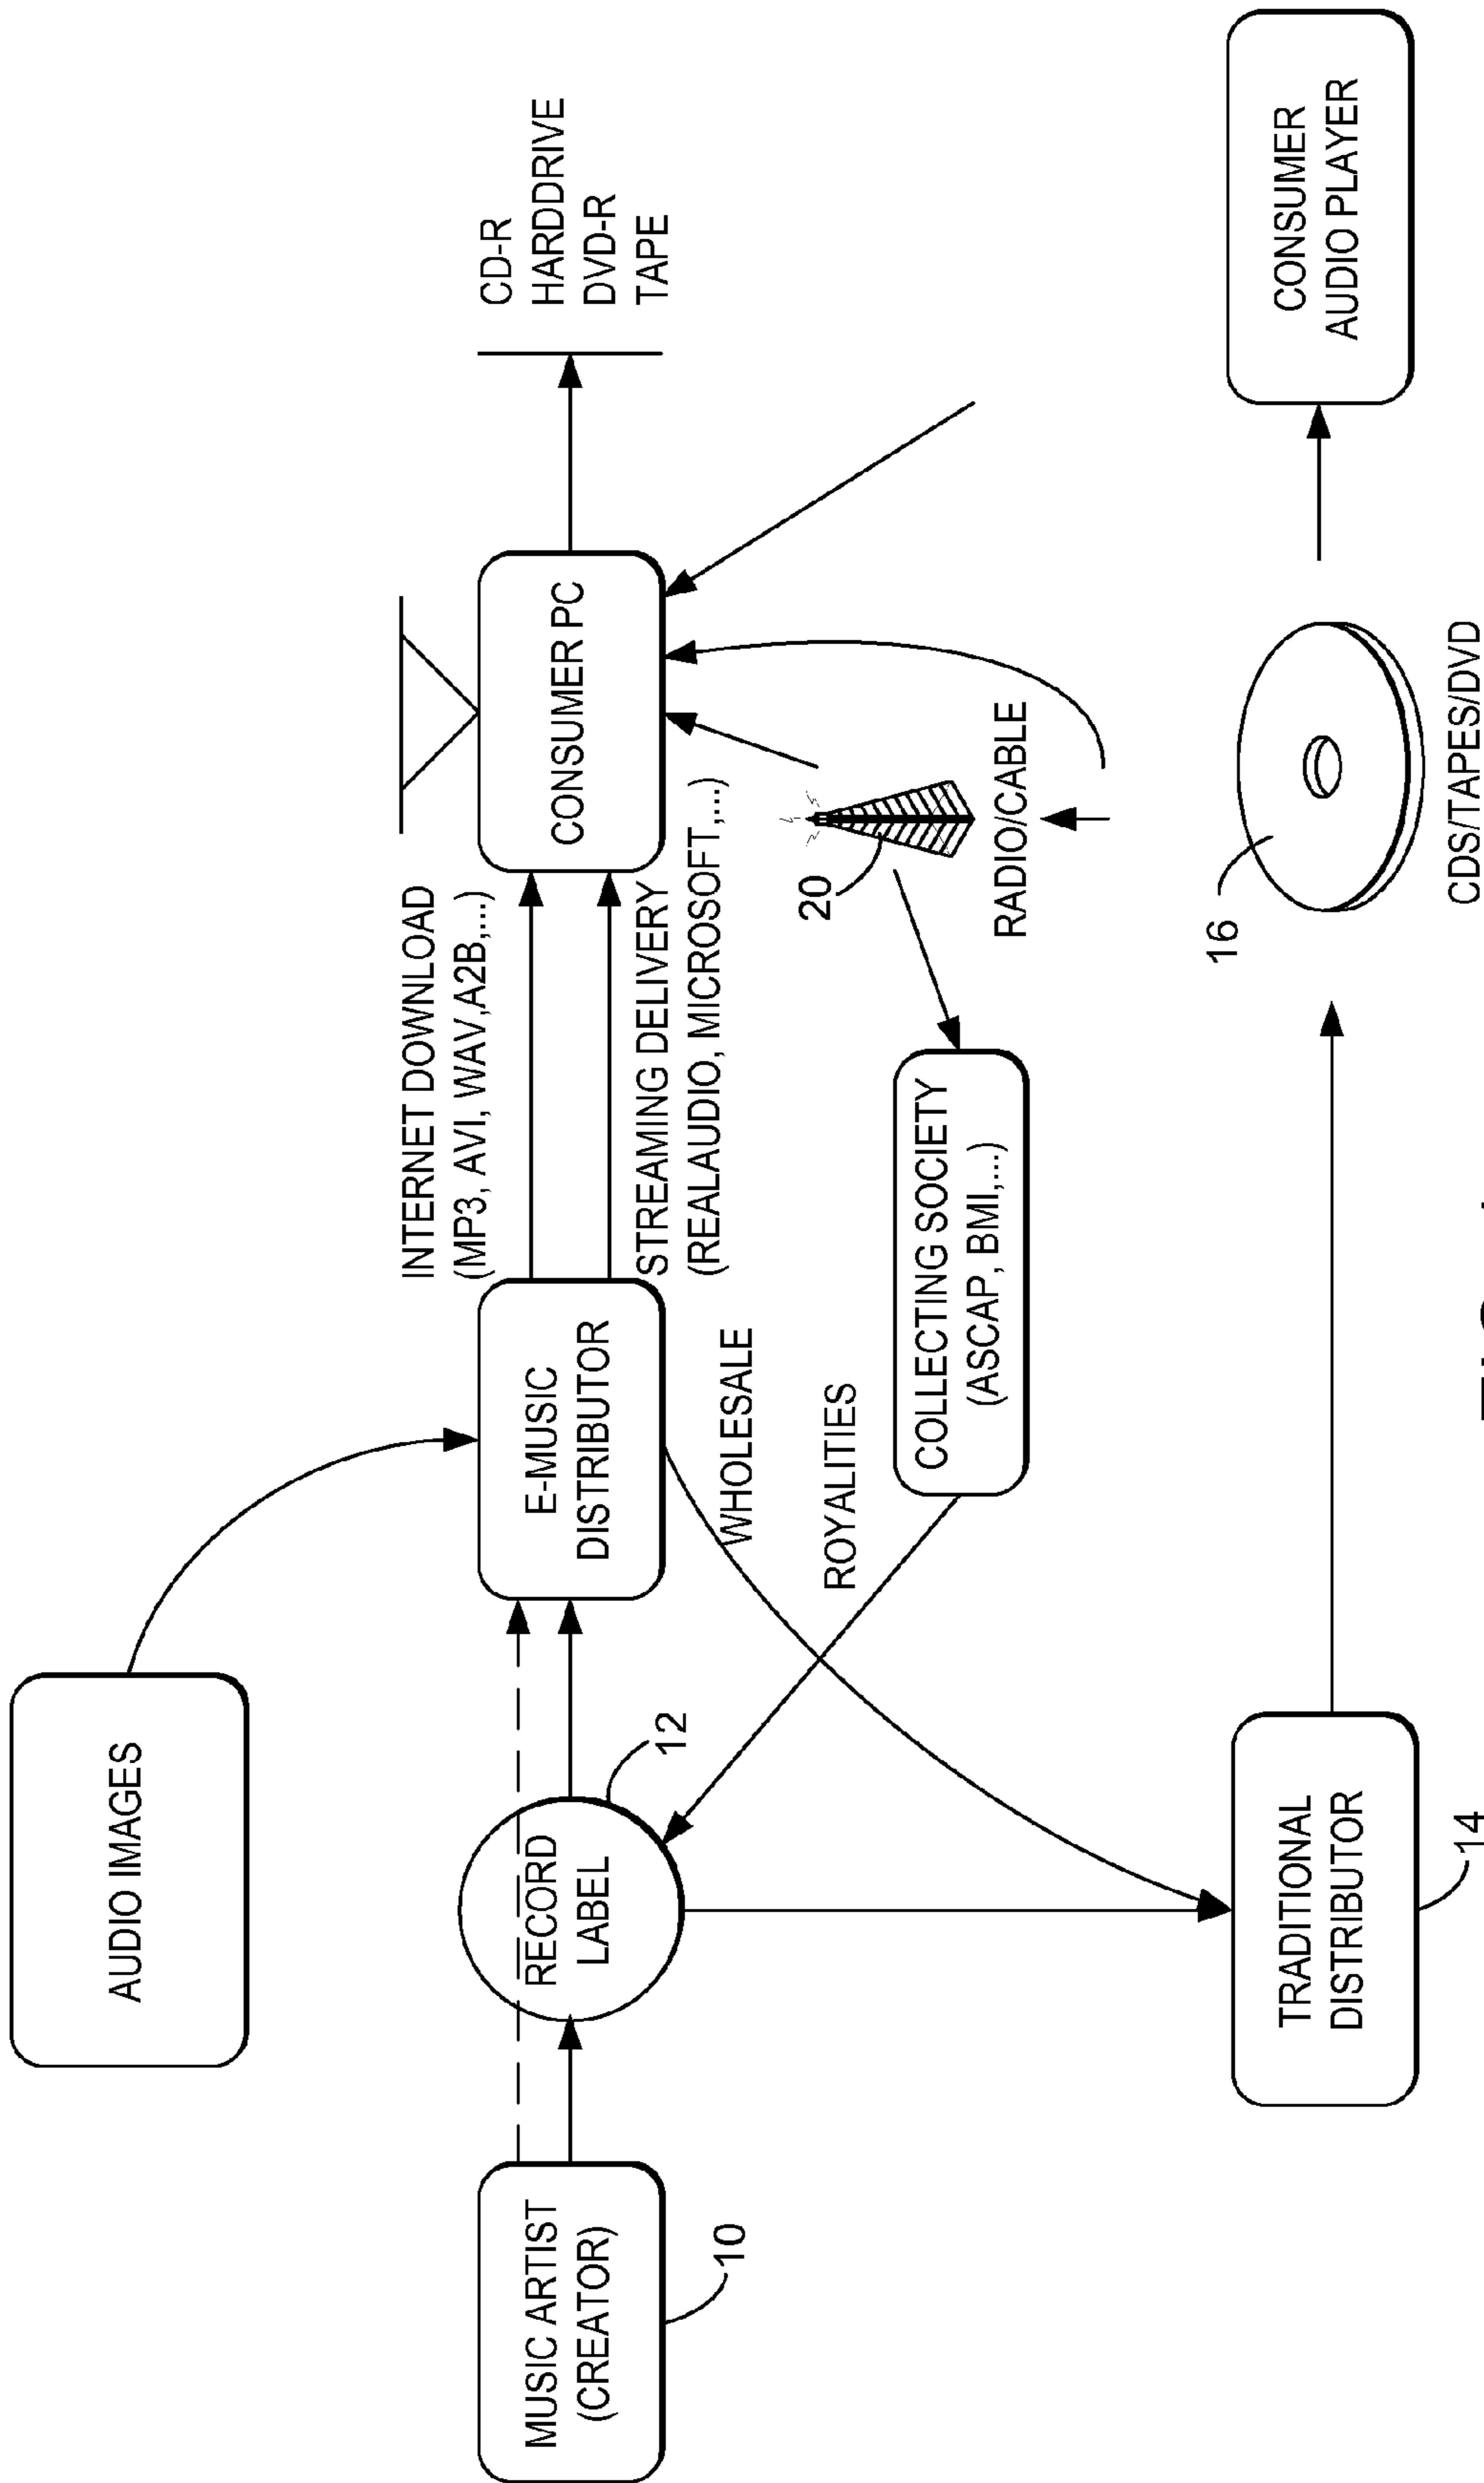 AUDIO IMAGES
MUSIC ARTIST
(CREATOR)
10
RECORD
LABEL
12
E-MUSIC
DISTRIBUTOR
INTERNET DOWNLOAD
(MP3, AVI, WAV,A2B,...)
STREAMING DELIVERY
(REALAUDIO, MICROSOFT,...)
CONSUMER PC
CD-R
HARDDRIVE
DVD-R
TAPE
WHOLESALE
ROYALITIES
COLLECTING SOCIETY
(ASCAP, BMI,...)
20
RADIO/CABLE
TRADITIONAL
DISTRIBUTOR
14
16
CDS/TAPES/DVD
CONSUMER
AUDIO PLAYER